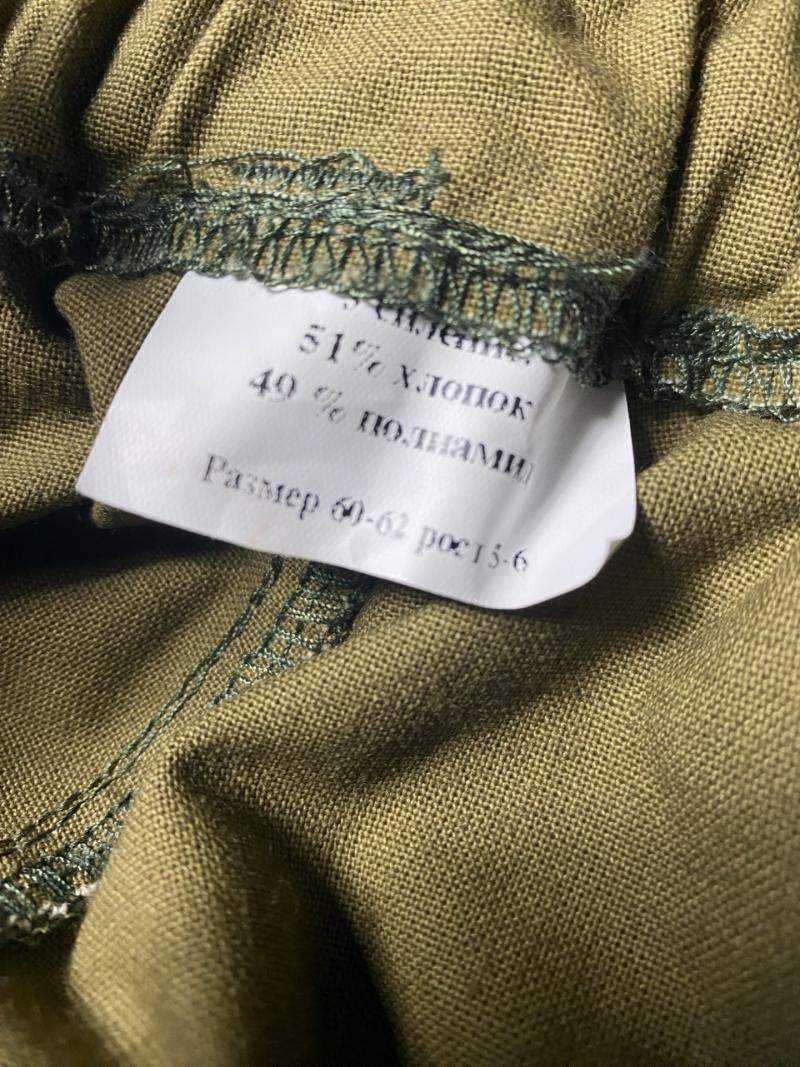 51% хлопок
49 % полиамид
Размер 60-62 рост5-6